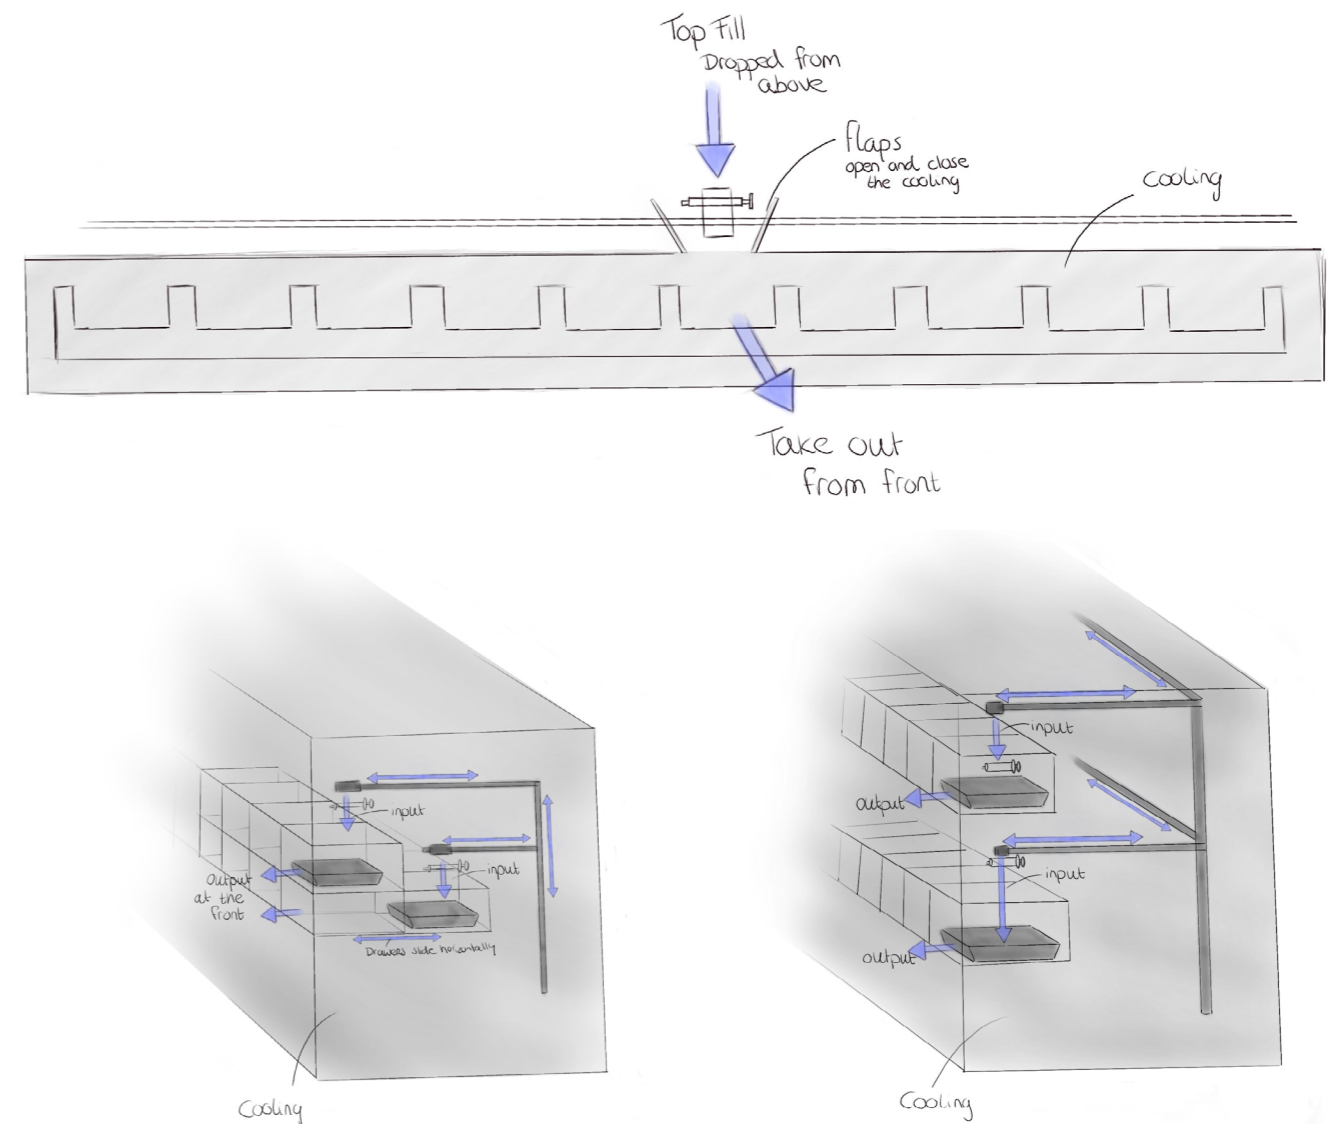 Top Fill
Dropped from
above
flaps
open and close
the cooling
Cooling
Take out
from front
input
input
output
at the
front
Drawers slide horizontally
Cooling
input
output
input
output
Cooling